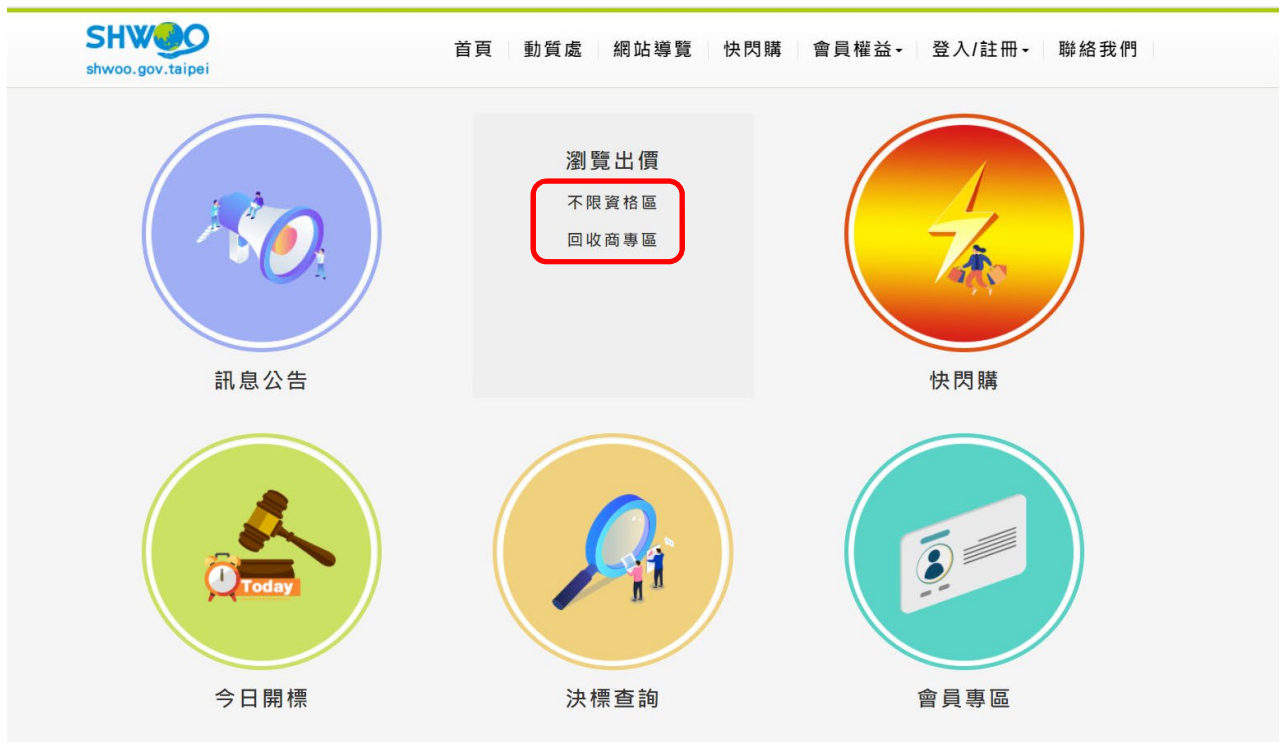 SHWOO
shwoo.gov.taipei
首頁 動質處 網站導覽 快閃購 會員權益 登入/註冊 聯絡我們
瀏覽出價
不限資格區
回收商專區
訊息公告
快閃購
Today
今日開標
決標查詢
會員專區